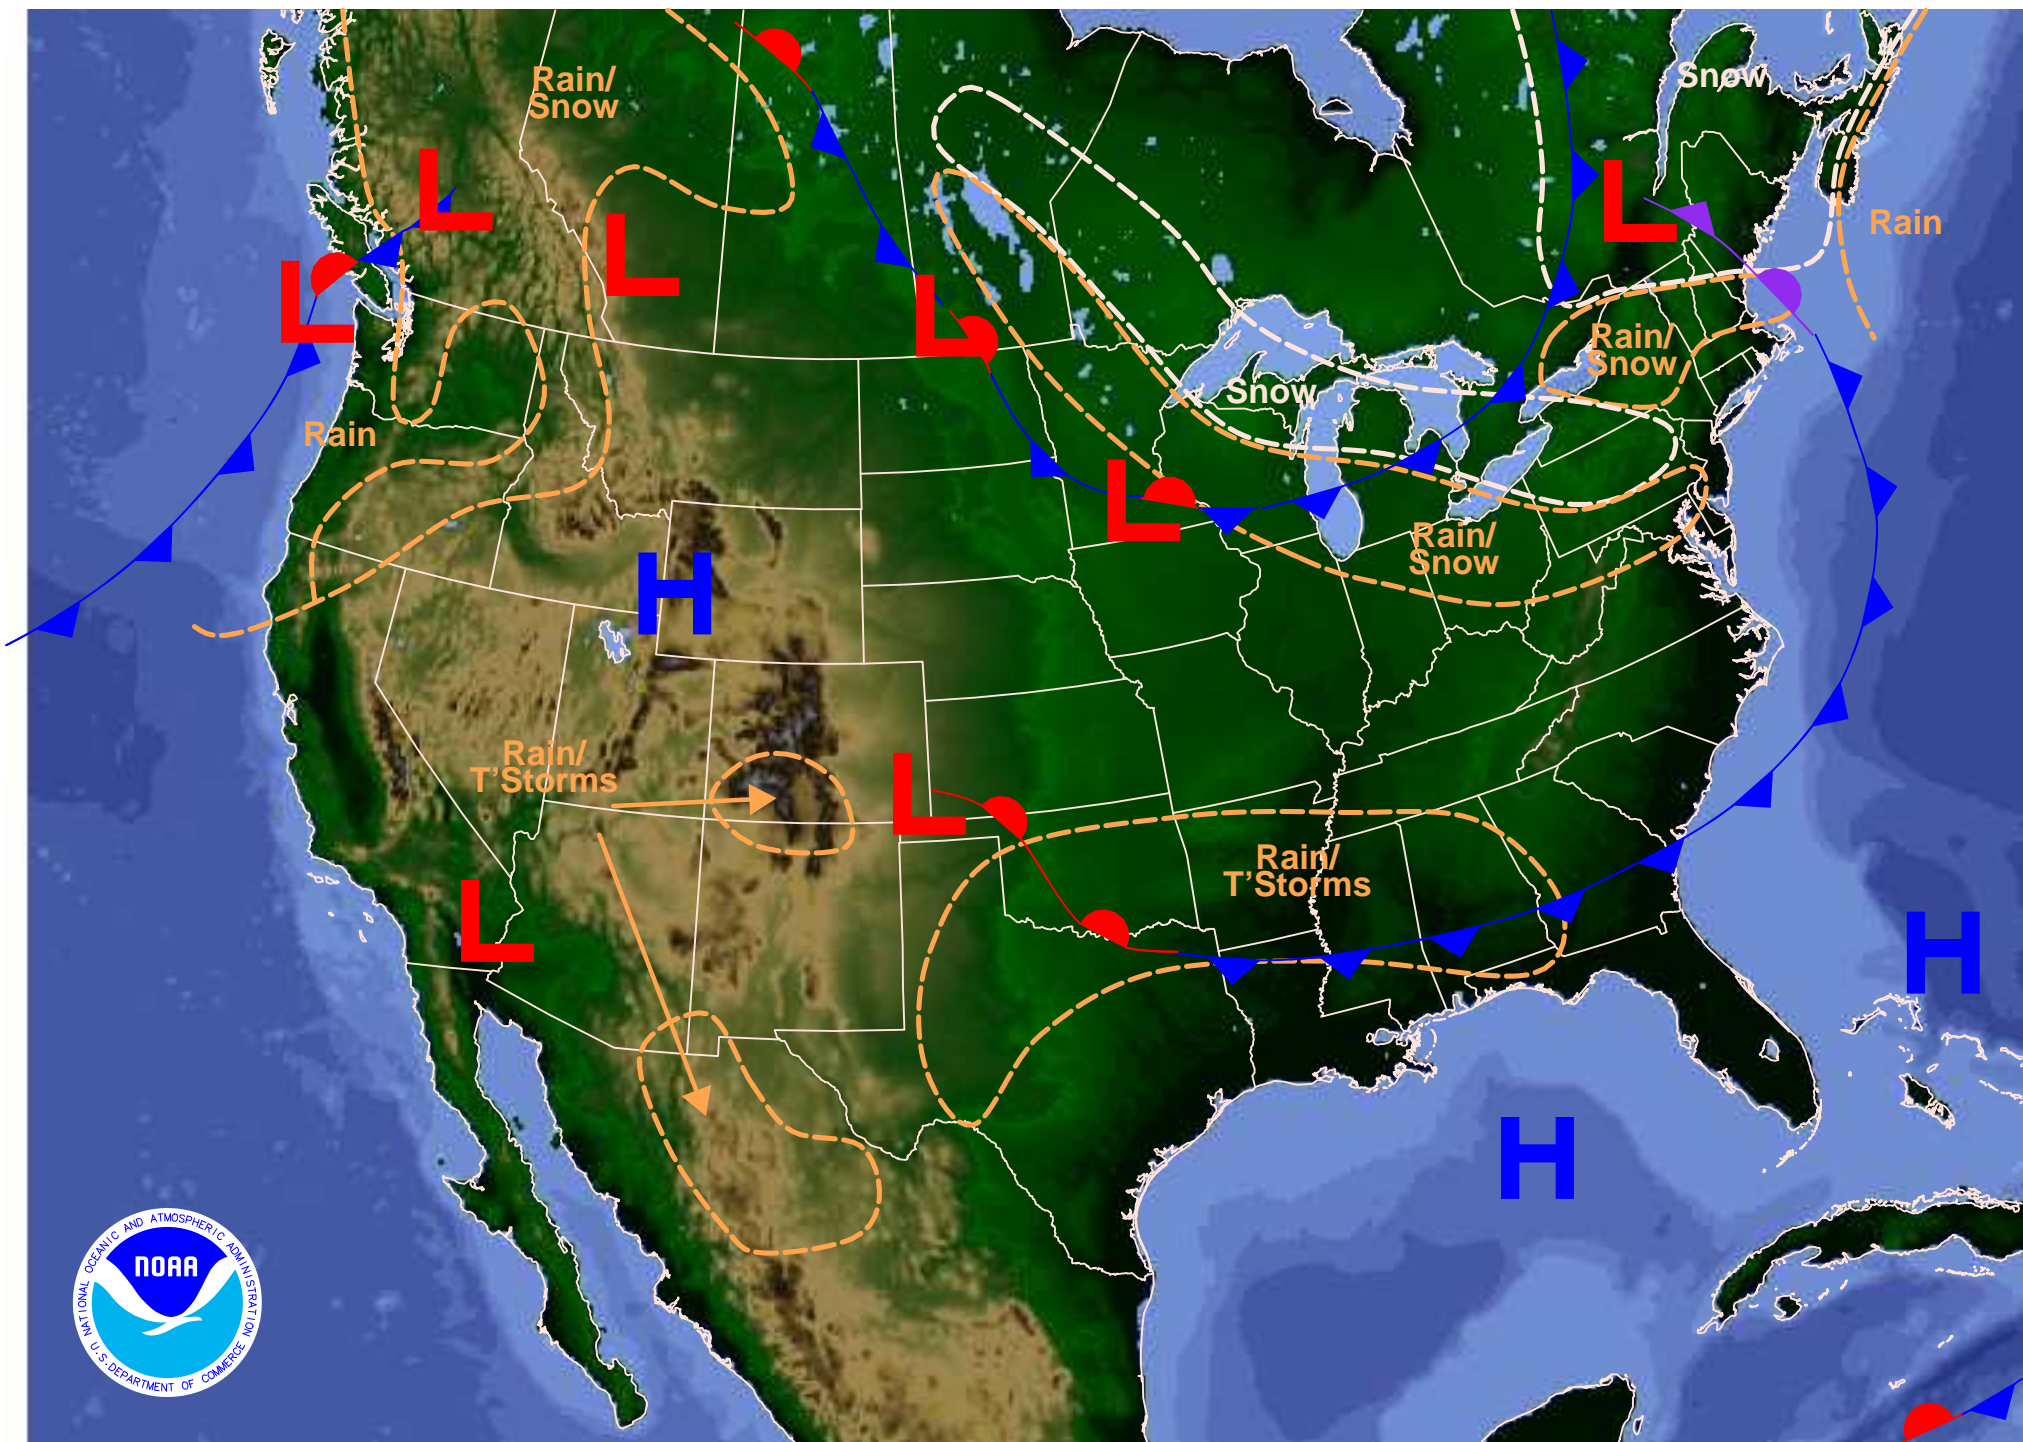 Rain/
Snow
Snow
L
L
Rain
L
L
L
L
Rain/
Snow
Snow
Rain
L
Rain/
Snow
H
Rain/
T'Storms
L
Rain/
T'Storms
L
H
H
NATIONAL OCEANIC AND ATMOSPHERIC ADMINISTRATION
NOAA
U.S. DEPARTMENT OF COMMERCE